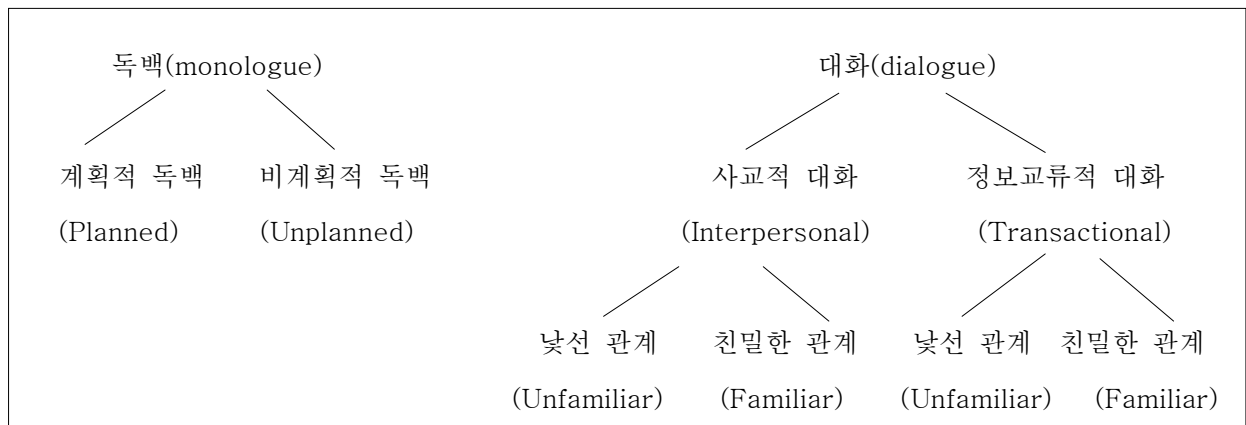 독백(monologue) 대화(dialogue)
계획적 독백 비계획적 독백 사교적 대화 정보교류적 대화
(Planned) (Unplanned) (Interpersonal) (Transactional)
낯선 관계 친밀한 관계 낯선 관계 친밀한 관계
(Unfamiliar) (Familiar) (Unfamiliar) (Familiar)